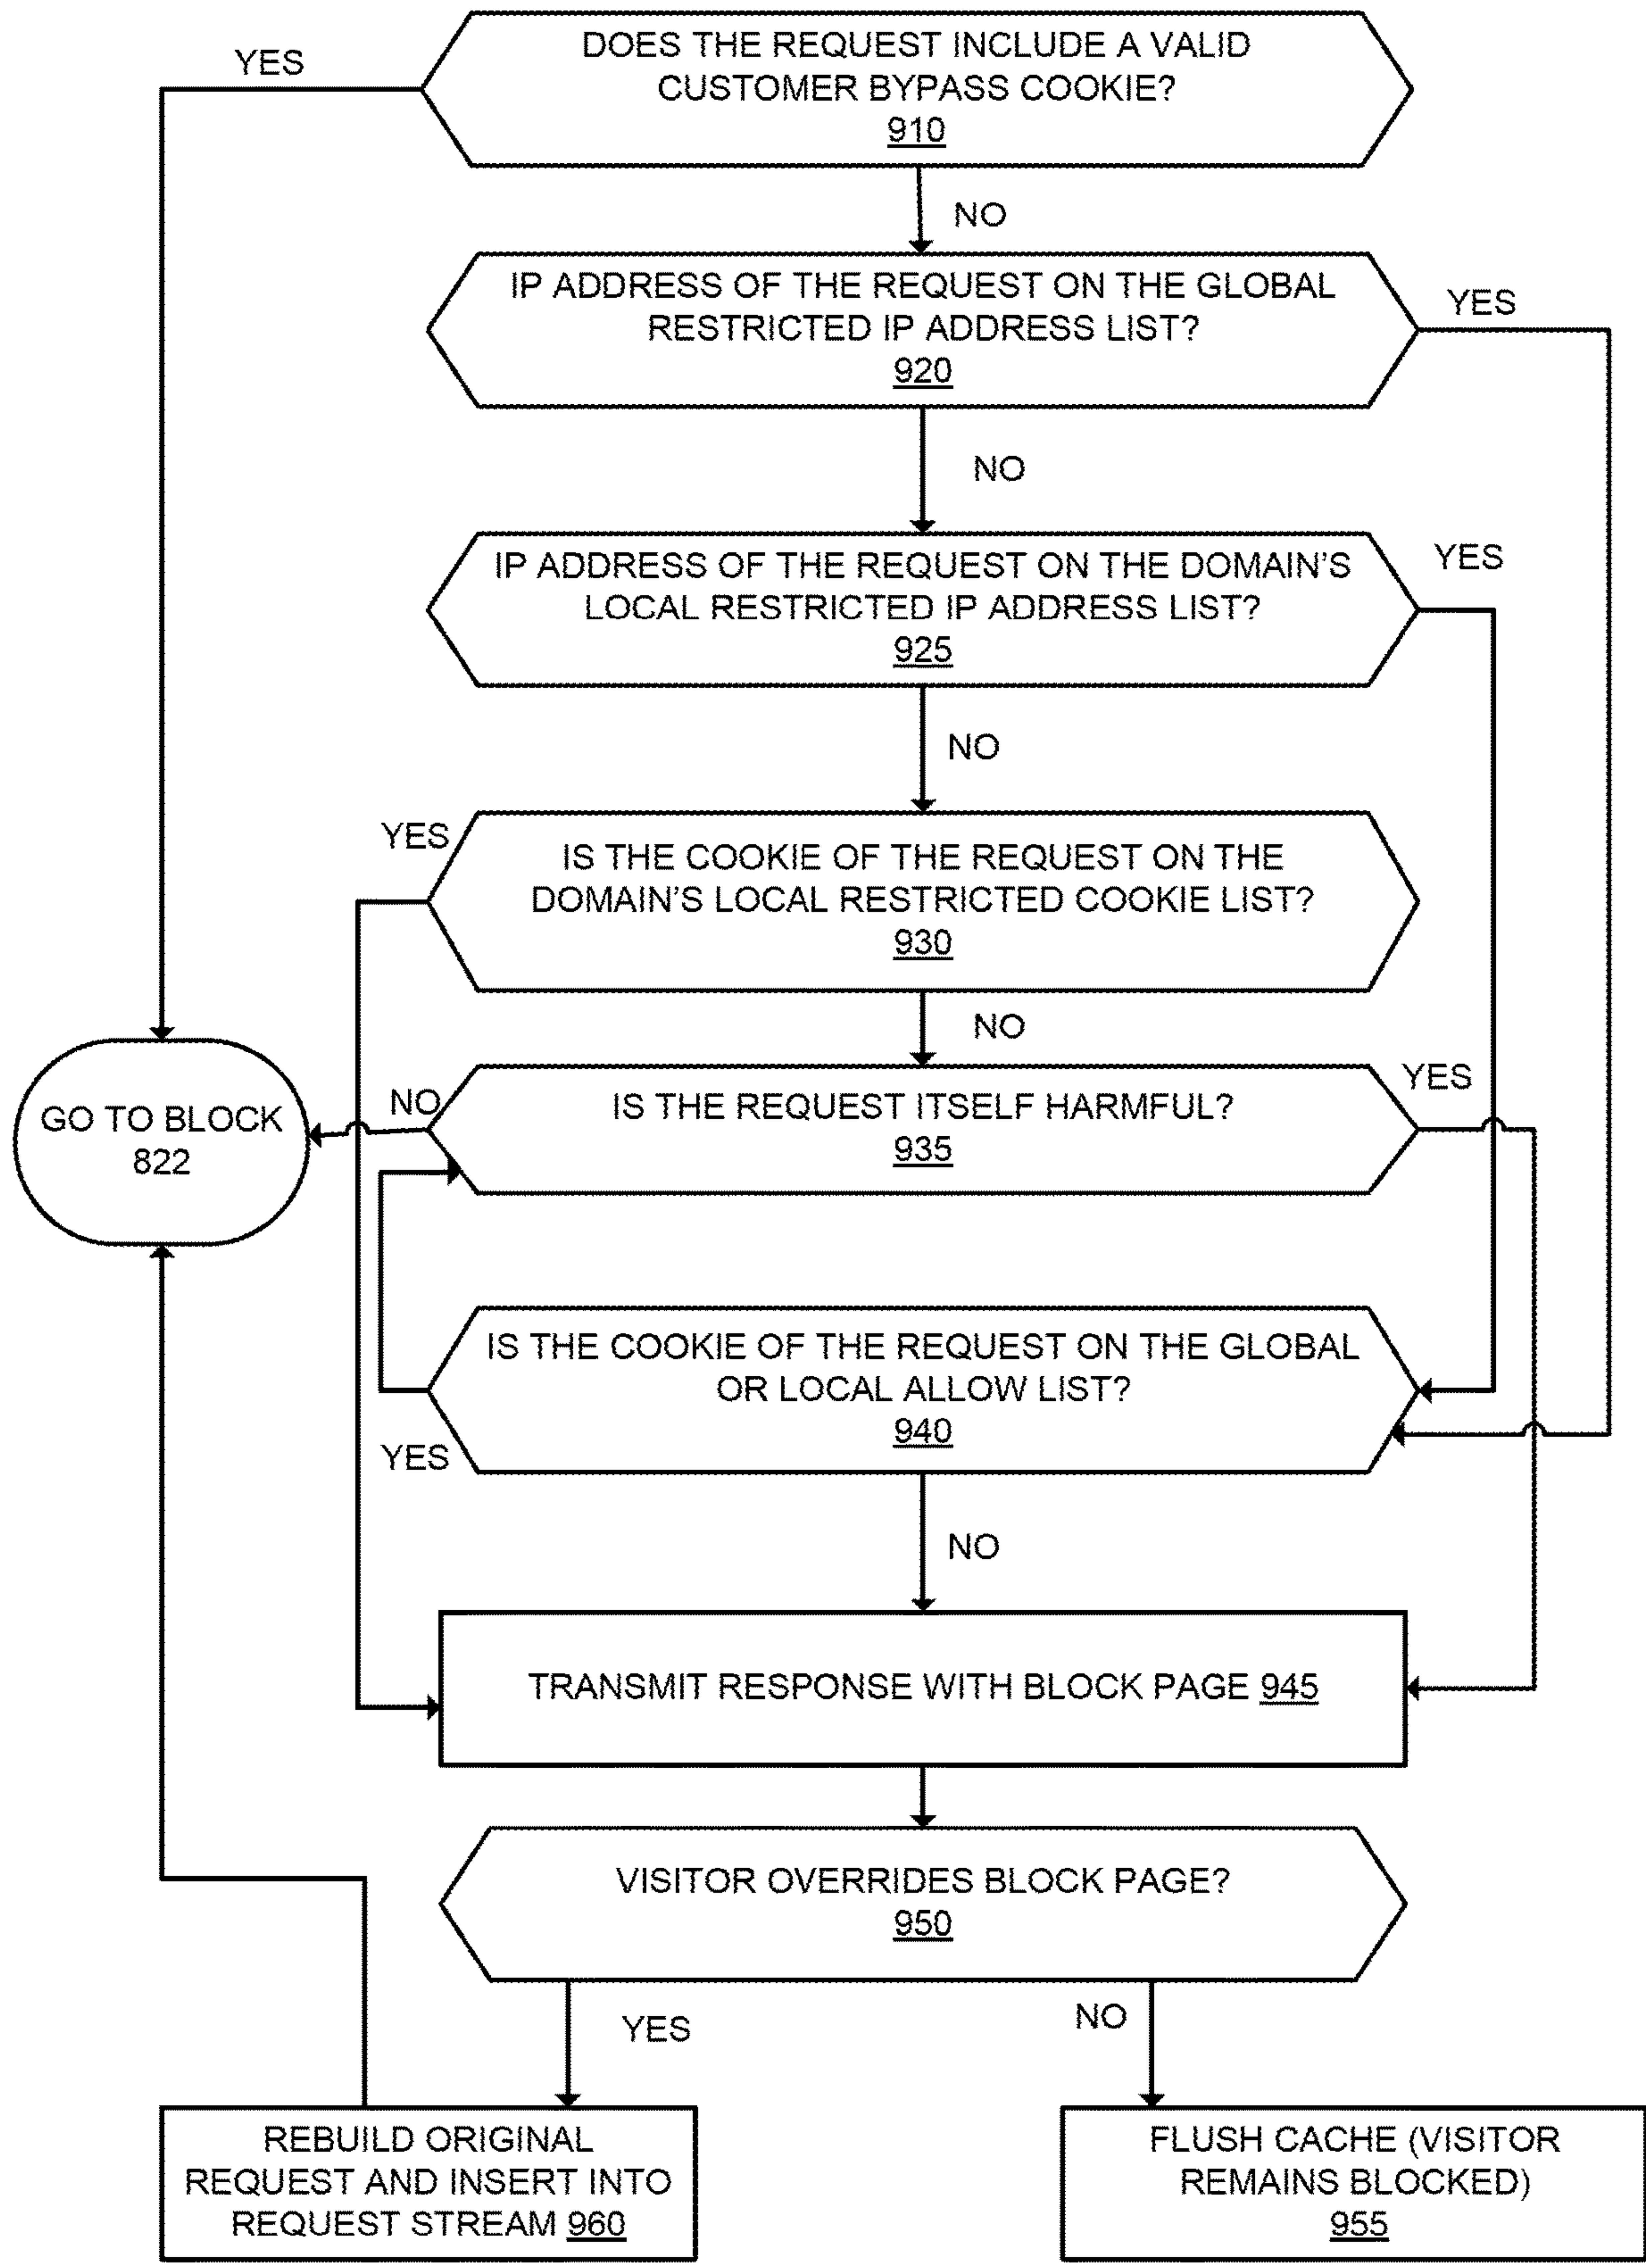 YES
DOES THE REQUEST INCLUDE A VALID
CUSTOMER BYPASS COOKIE?
910
NO
IP ADDRESS OF THE REQUEST ON THE GLOBAL
RESTRICTED IP ADDRESS LIST?
920
YES
NO
IP ADDRESS OF THE REQUEST ON THE DOMAIN'S
LOCAL RESTRICTED IP ADDRESS LIST?
925
YES
NO
YES
IS THE COOKIE OF THE REQUEST ON THE
DOMAIN'S LOCAL RESTRICTED COOKIE LIST?
930
NO
GO TO BLOCK
822
NO
IS THE REQUEST ITSELF HARMFUL?
935
YES
IS THE COOKIE OF THE REQUEST ON THE GLOBAL
OR LOCAL ALLOW LIST?
940
YES
NO
TRANSMIT RESPONSE WITH BLOCK PAGE 945
VISITOR OVERRIDES BLOCK PAGE?
950
YES
NO
REBUILD ORIGINAL
REQUEST AND INSERT INTO
REQUEST STREAM 960
FLUSH CACHE (VISITOR
REMAINS BLOCKED)
955